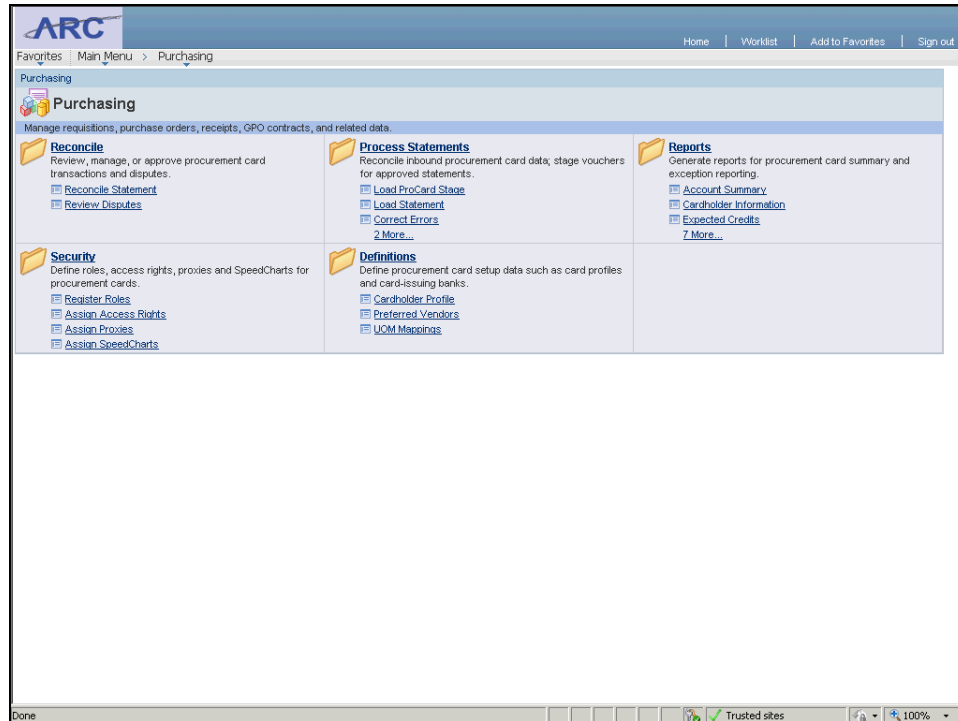 ARC
Home | Worklist | Add to Favorites | Sign out
Favorites Main Menu > Purchasing
Purchasing
Purchasing
Manage requisitions, purchase orders, receipts, GPO contracts, and related data.
Reconcile
Review, manage, or approve procurement card
transactions and disputes.
Reconcile Statement
Review Disputes
Process Statements
Reconcile inbound procurement card data; stage vouchers
for approved statements.
Load ProCard Stage
Load Statement
Correct Errors
2 More...
Reports
Generate reports for procurement card summary and
exception reporting.
Account Summary
Cardholder Information
Expected Credits
7 More...
Security
Define roles, access rights, proxies and SpeedCharts for
procurement cards.
Register Roles
Assign Access Rights
Assign Proxies
Assign SpeedCharts
Definitions
Define procurement card setup data such as card profiles
and card-issuing banks.
Cardholder Profile
Preferred Vendors
UOM Mappings
Done
Trusted sites
100%